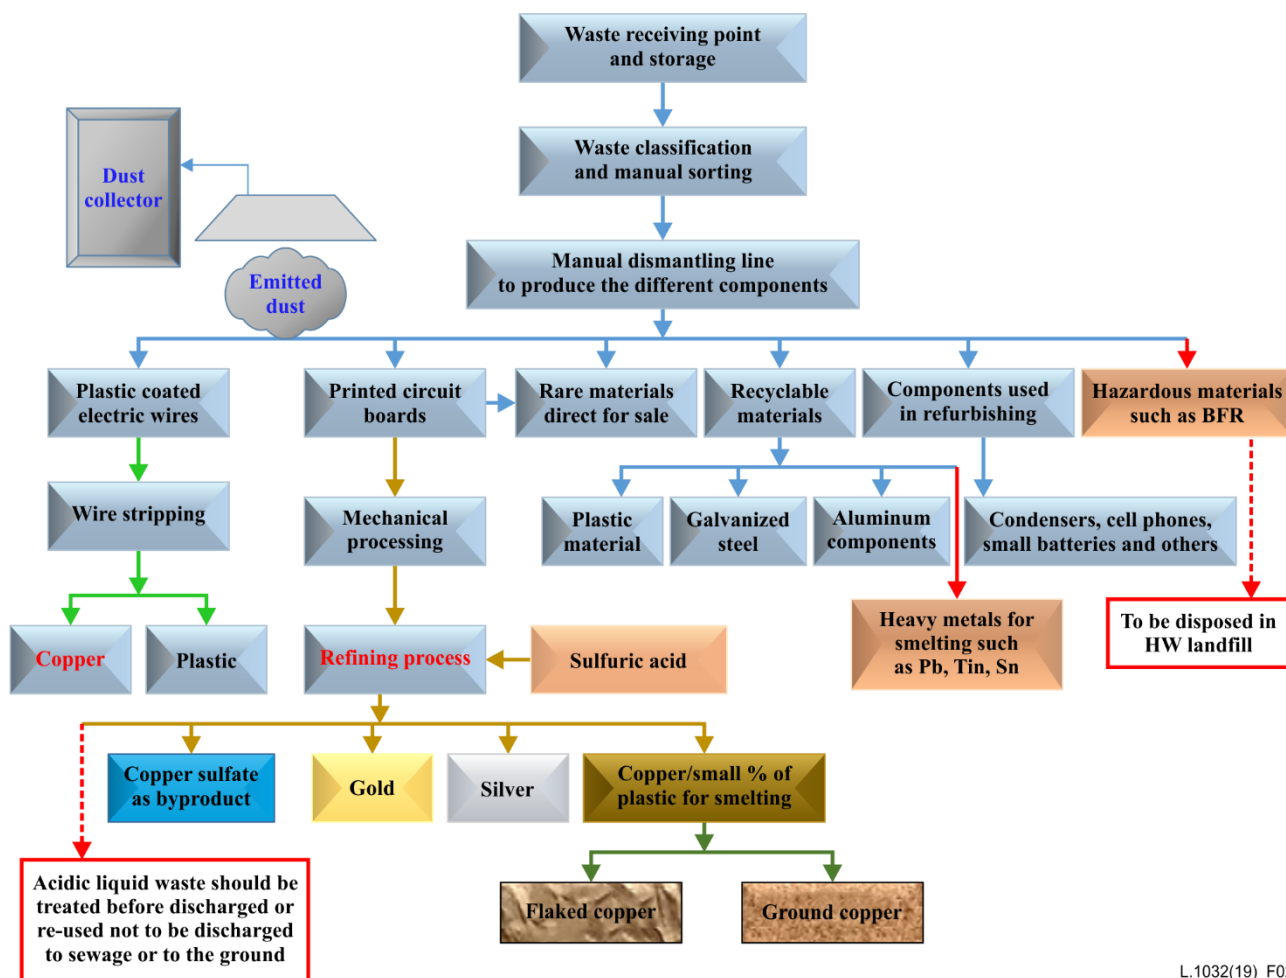 Waste receiving point
and storage
Waste classification
and manual sorting
Dust
collector
Manual dismantling line
to produce the different components
Emitted
dust
Plastic coated
electric wires
Printed circuit
boards
Rare materials
direct for sale
Recyclable
materials
Components used
in refurbishing
Hazardous materials
such as BFR
Wire stripping
Mechanical
processing
Plastic
material
Galvanized
steel
Aluminum
components
Condensers, cell phones,
small batteries and others
Copper
Plastic
Refining process
Sulfuric acid
Heavy metals for
smelting such
as Pb, Tin, Sn
To be disposed in
HW landfill
Copper sulfate
as byproduct
Gold
Silver
Copper/small % of
plastic for smelting
Acidic liquid waste should be
treated before discharged or
re-used not to be discharged
to sewage or to the ground
Flaked copper
Ground copper
L.1032(19)_F0